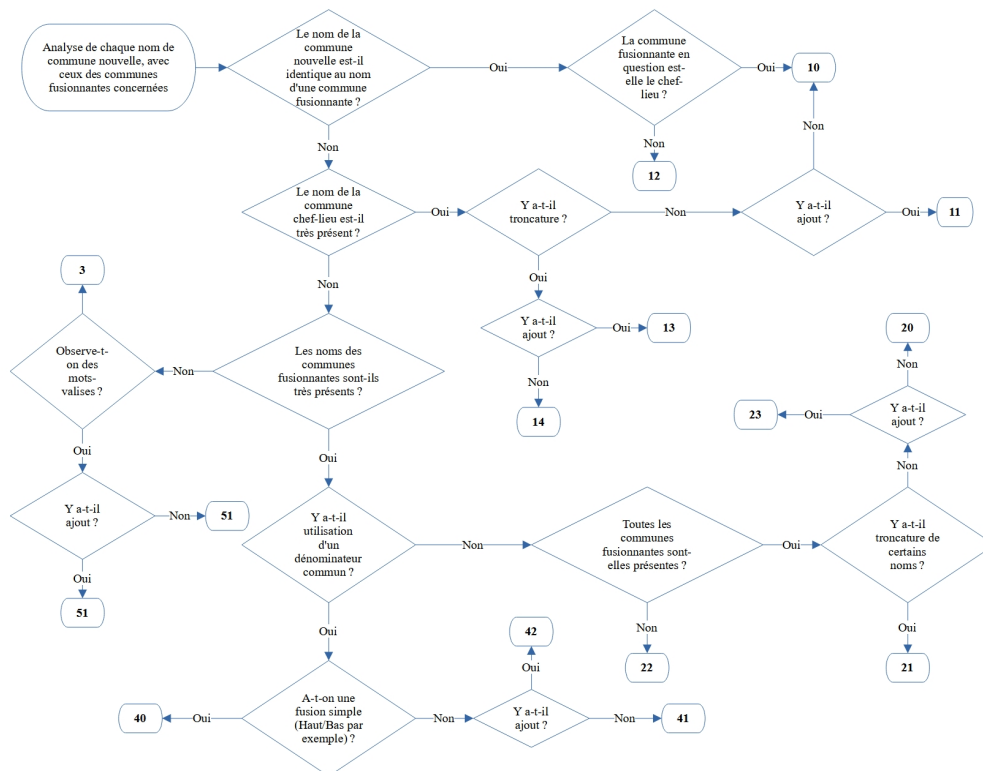 Analyse de chaque nom de
commune nouvelle, avec
ceux des communes
fusionnantes concernées
Le nom de la
commune
nouvelle est-il
identique au nom
d'une commune
fusionnante ?
Oui
La commune
fusionnante en
question est-
elle le chef-
lieu ?
Oui
10
Non
Non
12
Non
Le nom de la
commune
chef-lieu est-il
très présent ?
Oui
Y a-t-il
troncature ?
Non
Y a-t-il
ajout ?
Oui
11
Non
Oui
3
Y a-t-il
ajout ?
Oui
13
Non
14
Observe-t-
on des
mots-
valises ?
Non
Les noms des
communes
fusionnantes sont-ils
très présents ?
20
Non
23
Oui
Y a-t-il
ajout ?
Oui
Oui
Non
Y a-t-il
ajout ?
Non
51
Y a-t-il
utilisation
d'un
dénominateur
commun ?
Non
Toutes les
communes
fusionnantes sont-
elles présentes ?
Oui
Y a-t-il
troncature de
certains
noms ?
Oui
51
Oui
Non
22
Oui
21
42
Oui
A-t-on une
fusion simple
(Haut/Bas par
exemple) ?
Oui
40
Non
Y a-t-il
ajout ?
Non
41